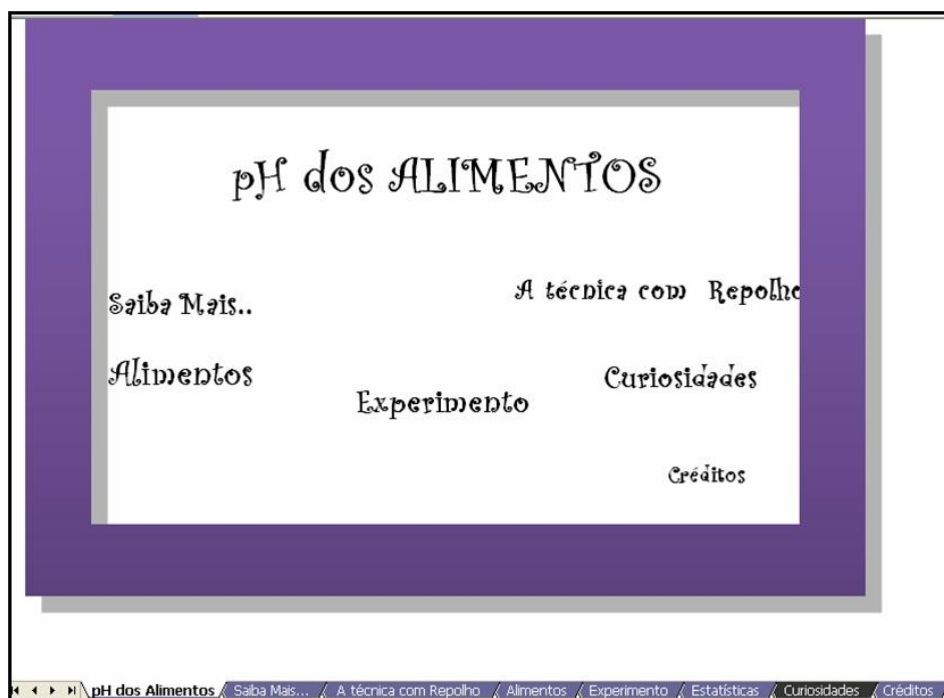 pH dos ALIMENTOS
Saiba Mais..
A técnica com Repolho
Alimentos
Curiosidades
Experimento
Créditos
pH dos Alimentos / Saiba Mais... / A técnica com Repolho / Alimentos / Experimento / Estatísticas / Curiosidades / Créditos